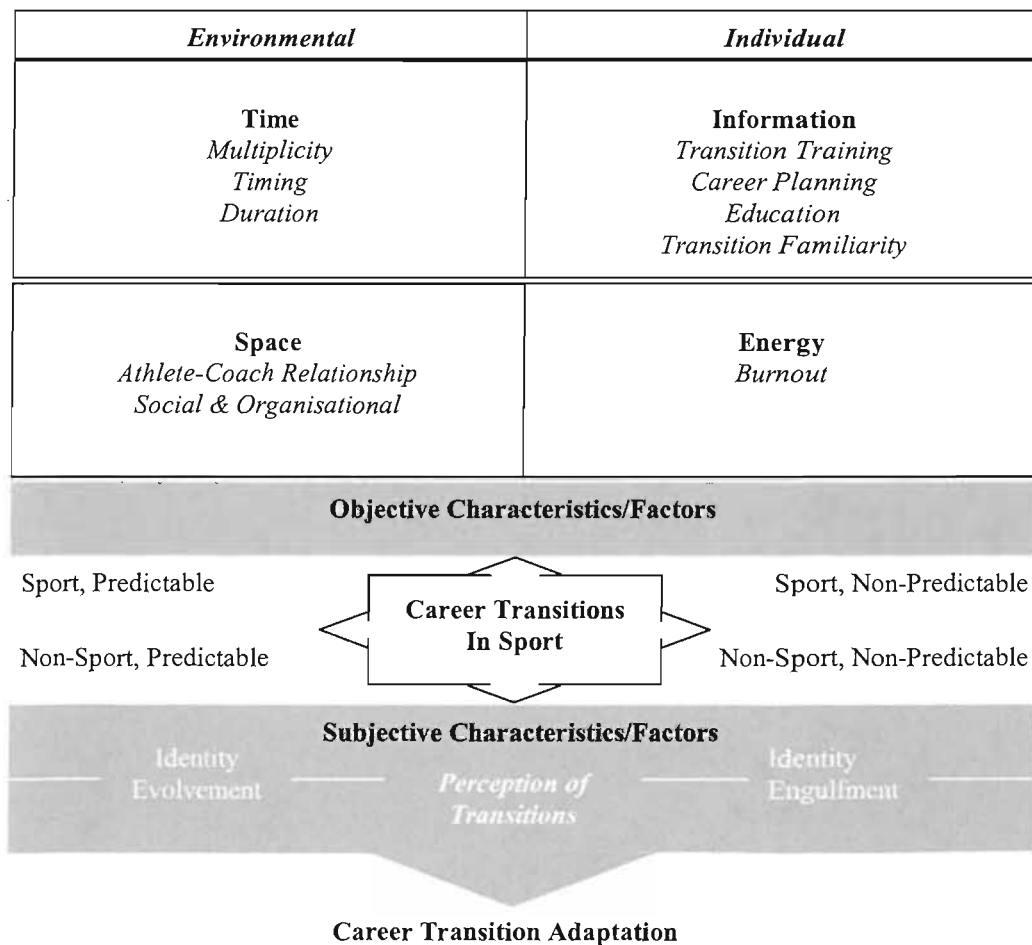 Environmental
Individual
Time
Multiplicity
Timing
Duration
Information
Transition Training
Career Planning
Education
Transition Familiarity
Space
Athlete-Coach Relationship
Social & Organisational
Energy
Burnout
Objective Characteristics/Factors
Sport, Predictable
Sport, Non-Predictable
Career Transitions
In Sport
Non-Sport, Predictable
Non-Sport, Non-Predictable
Subjective Characteristics/Factors
Identity
Evolvement
Perception of
Transitions
Identity
Engulfment
Career Transition Adaptation